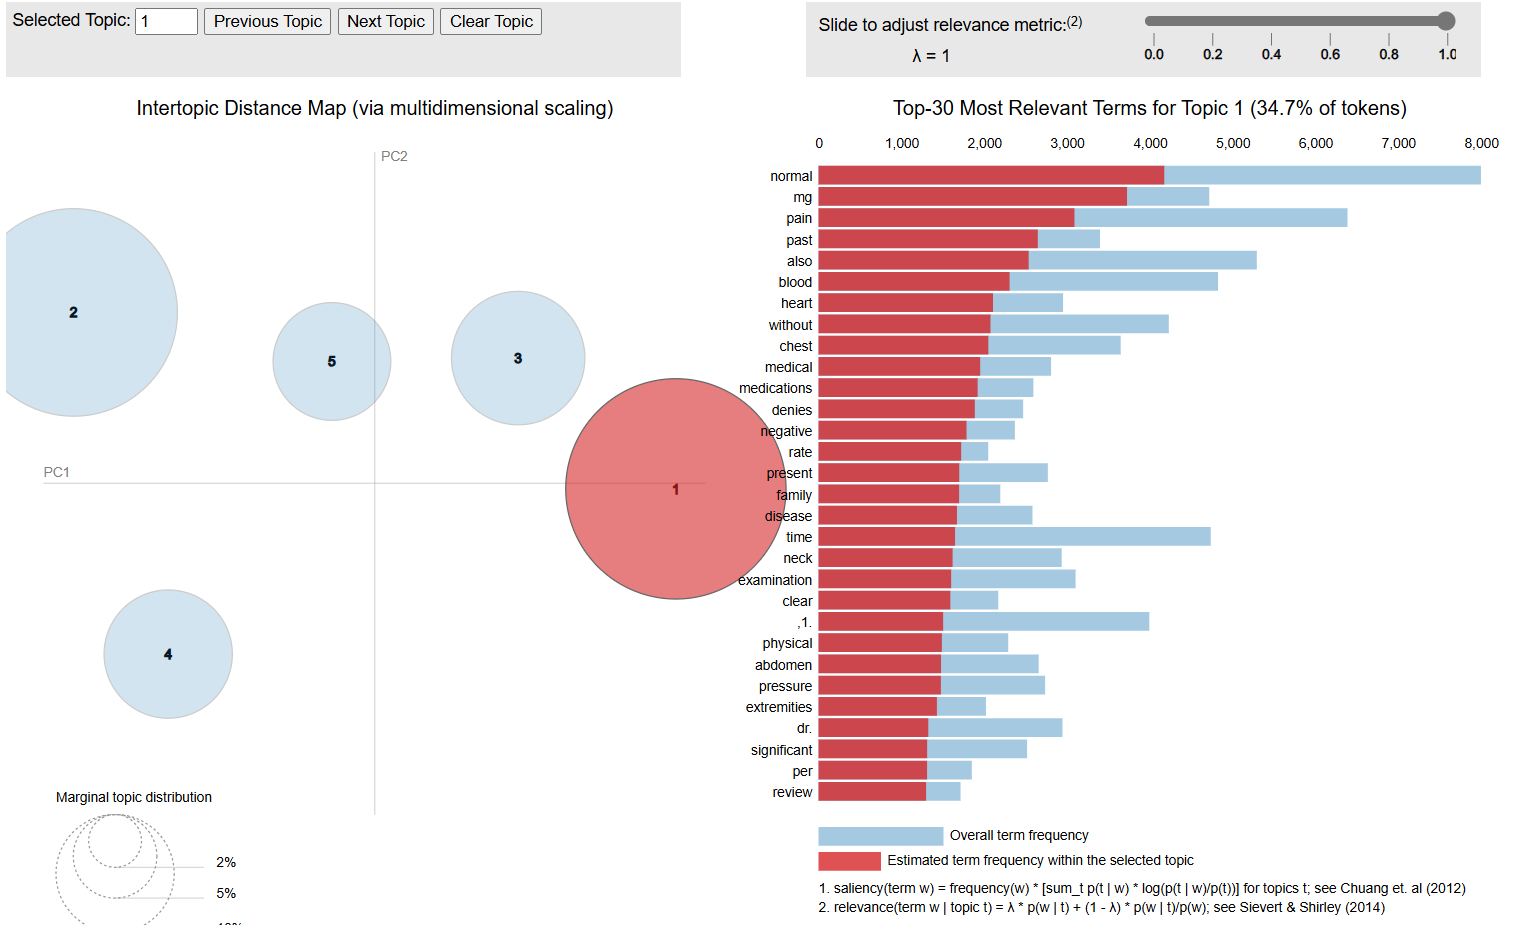 Selected Topic: 1 Previous Topic Next Topic Clear Topic
Slide to adjust relevance metric:(2)
λ = 1
0.0 0.2 0.4 0.6 0.8 1.0
Intertopic Distance Map (via multidimensional scaling)
PC2
2
5
3
PC1
1
4
Marginal topic distribution
2%
5%
Top-30 Most Relevant Terms for Topic 1 (34.7% of tokens)
0 1,000 2,000 3,000 4,000 5,000 6,000 7,000 8,000
normal
mg
pain
past
also
blood
heart
without
chest
medical
medications
denies
negative
rate
present
family
disease
time
neck
examination
clear
,1.
physical
abdomen
pressure
extremities
dr.
significant
per
review
Overall term frequency
Estimated term frequency within the selected topic
1. saliency(term w) = frequency(w) * [sum_t p(t | w) * log(p(t | w)/p(t))] for topics t; see Chuang et. al (2012)
2. relevance(term w | topic t) = λ * p(w | t) + (1 - λ) * p(w | t)/p(w); see Sievert & Shirley (2014)